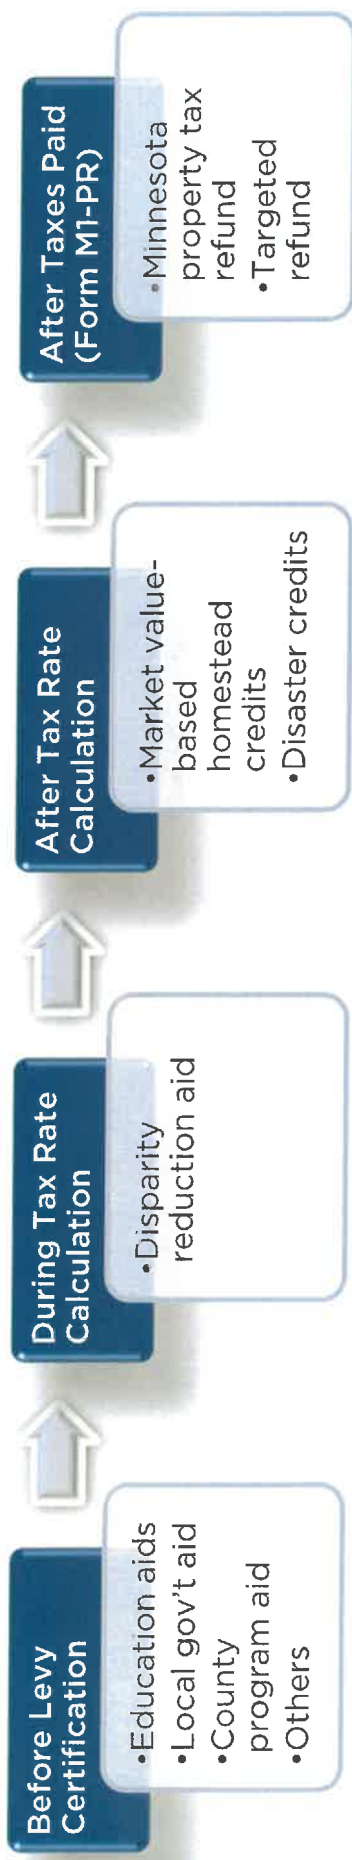 Before Levy
Certification
•Education aids
•Local gov't aid
•County
program aid
•Others
During Tax Rate
Calculation
•Disparity
reduction aid
After Tax Rate
Calculation
•Market value-
based
homestead
credits
•Disaster credits
After Taxes Paid
(Form M1-PR)
•Minnesota
property tax
refund
•Targeted
refund